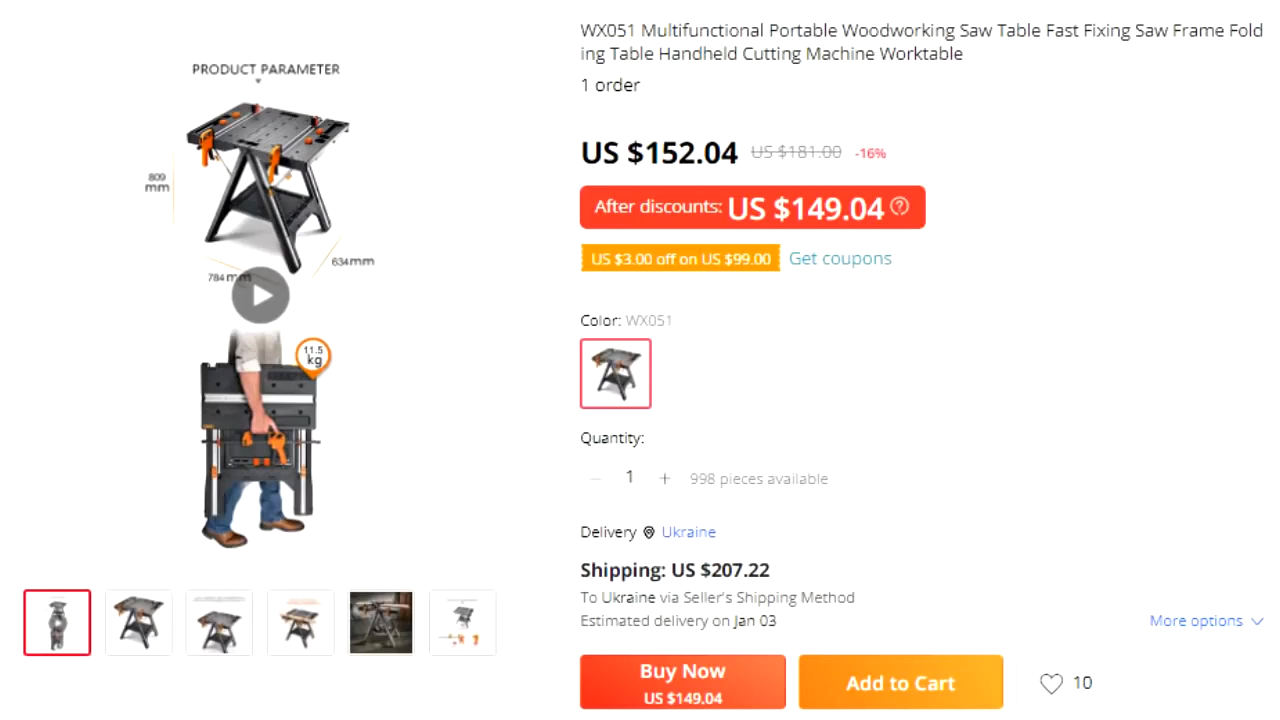 PRODUCT PARAMETER
809
mm
784 mm
634mm
11.5
kg
WX051 Multifunctional Portable Woodworking Saw Table Fast Fixing Saw Frame Fold
ing Table Handheld Cutting Machine Worktable
1 order
US $152.04 US $181.00 -16%
After discounts: US $149.04 ?
US $3.00 off on US $99.00 Get coupons
Color: WX051
Quantity:
— 1 + 998 pieces available
Delivery Ukraine
Shipping: US $207.22
To Ukraine via Seller's Shipping Method
Estimated delivery on Jan 03
More options
Buy Now
US $149.04
Add to Cart
10